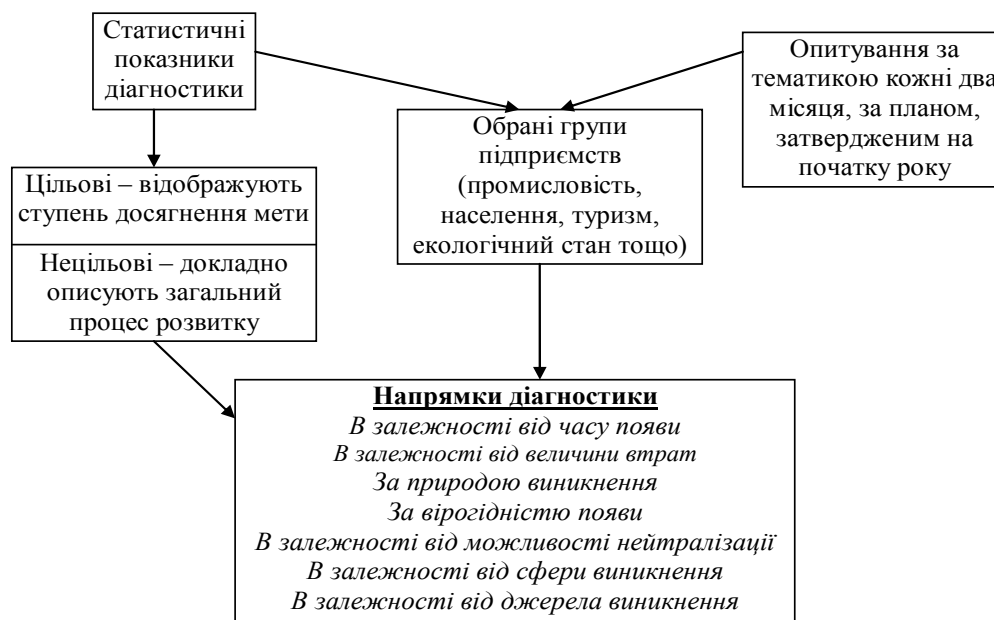 Статистичні
показники
діагностики
Опитування за
тематикою кожні два
місяця, за планом,
затвердженим на
початку року
Обрані групи
підприємств
(промисловість,
населення, туризм,
екологічний стан тощо)
Цільові – відображують
ступень досягнення мети
Нецільові – докладно
описують загальний
процес розвитку
Напрямки діагностики
В залежності від часу появи
В залежності від величини втрат
За природою виникнення
За вірогідністю появи
В залежності від можливості нейтралізації
В залежності від сфери виникнення
В залежності від джерела виникнення